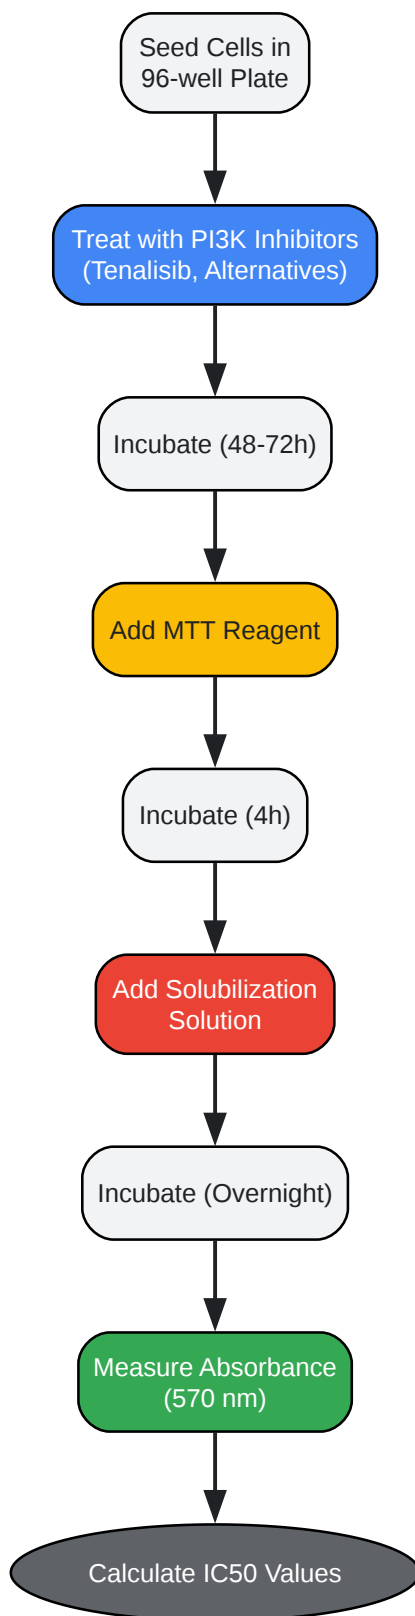 Seed Cells in
96-well Plate
Treat with PI3K Inhibitors
(Tenalisib, Alternatives)
Incubate (48-72h)
Add MTT Reagent
Incubate (4h)
Add Solubilization
Solution
Incubate (Overnight)
Measure Absorbance
(570 nm)
Calculate IC50 Values